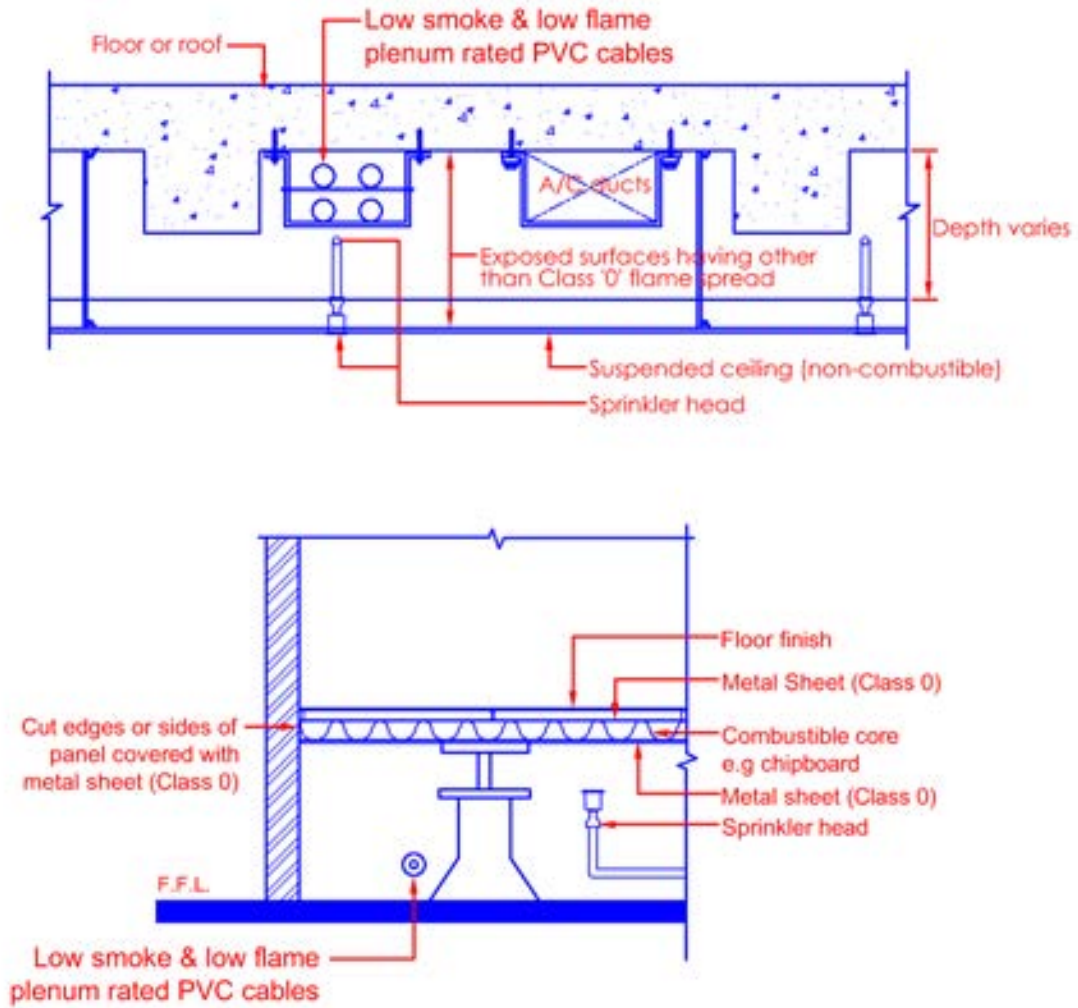 Low smoke & low flame
plenum rated PVC cables
Floor or roof
A/C ducts
Depth varies
Exposed surfaces having other
than Class '0' flame spread
Suspended ceiling (non-combustible)
Sprinkler head
Floor finish
Metal Sheet (Class 0)
Cut edges or sides of
panel covered with
metal sheet (Class 0)
Combustible core
e.g chipboard
Metal sheet (Class 0)
Sprinkler head
F.F.L.
Low smoke & low flame
plenum rated PVC cables